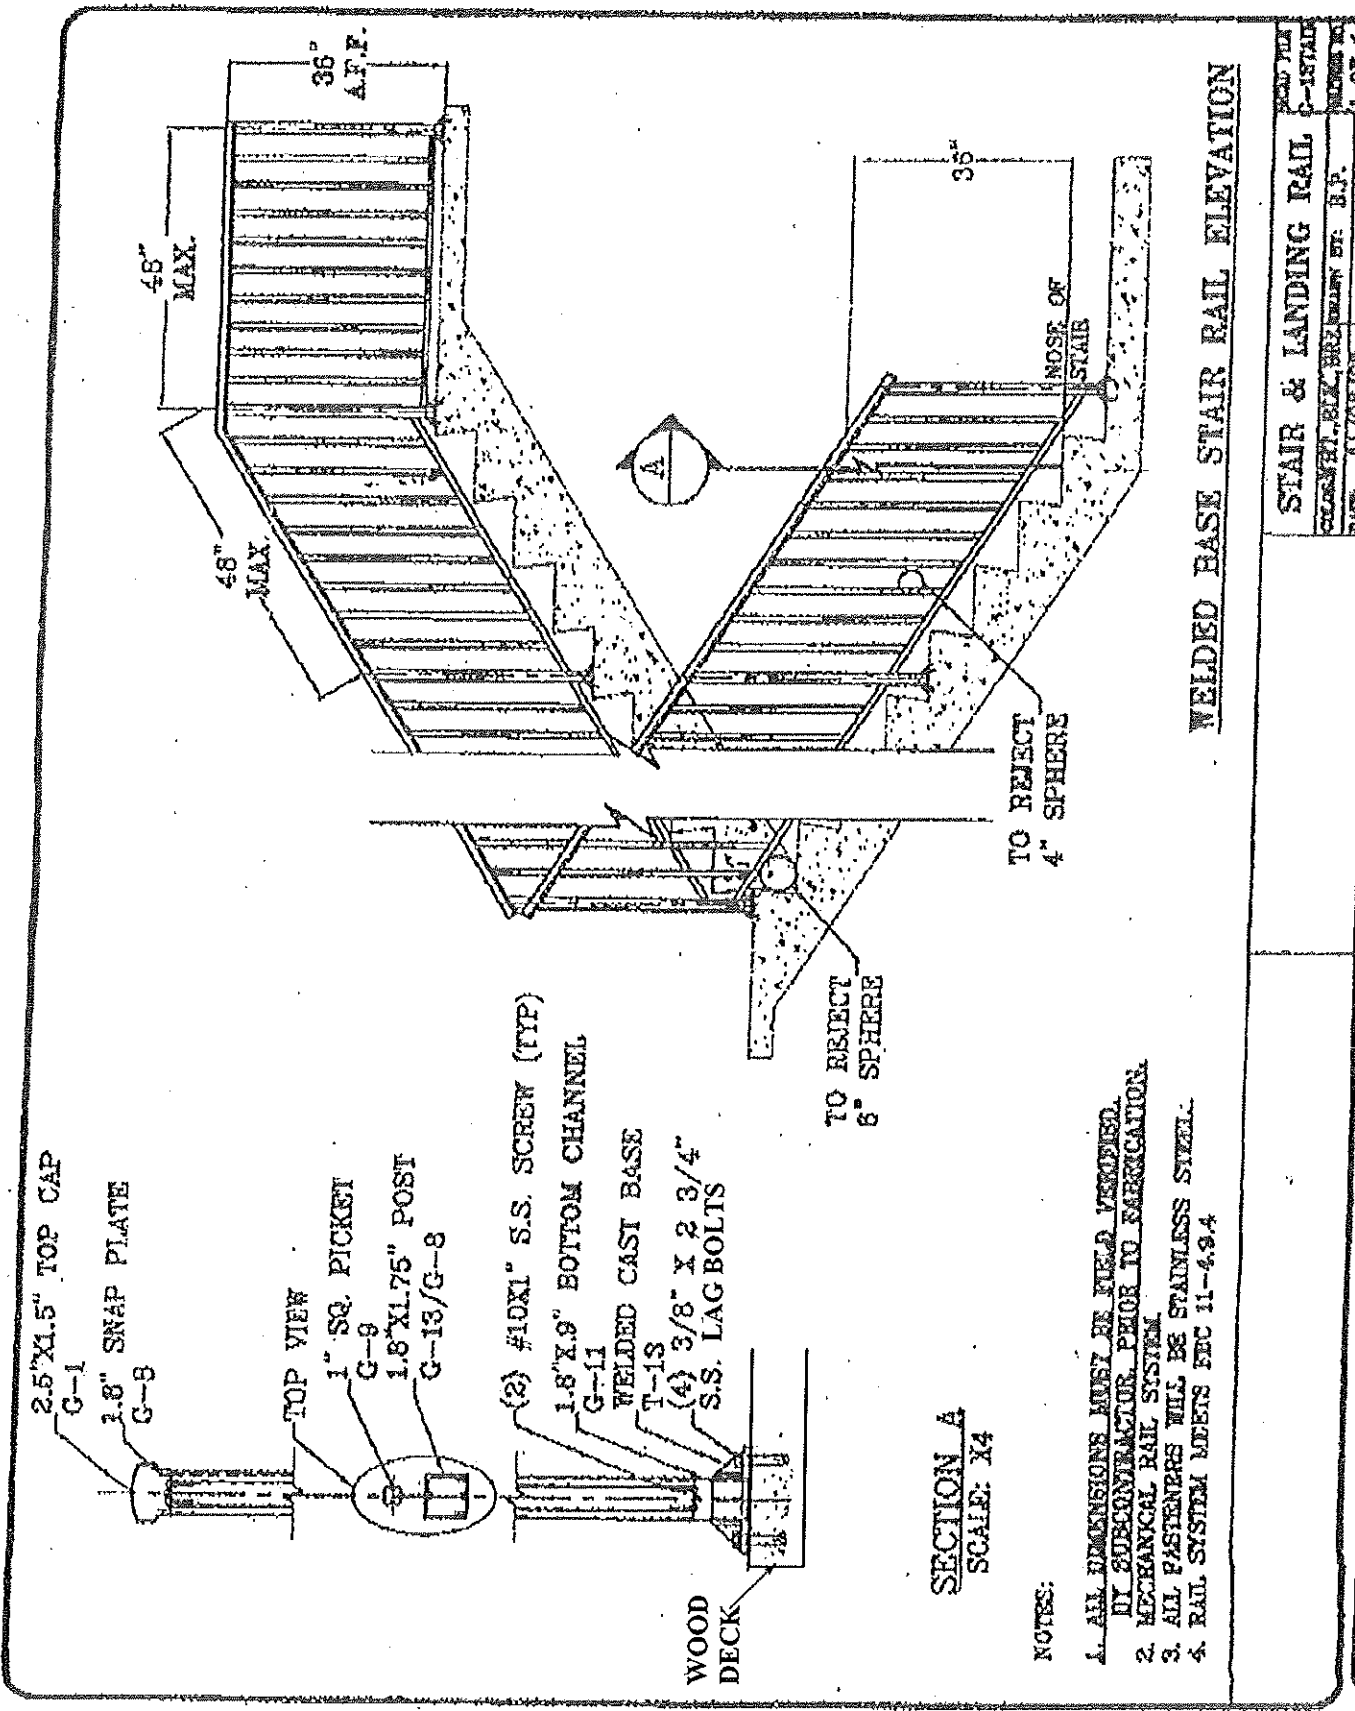 2.5"X1.5" TOP CAP
G-1
1.8" SNAP PLATE
G-8
TOP VIEW
1" SQ. PICKET
G-9
1.8"X1.75" POST
G-13/G-8
(2) #10X1" S.S. SCREW (TYP)
1.8"X.9" BOTTOM CHANNEL
G-11
WELDED CAST BASE
T-13
(4) 3/8" X 2 3/4"
S.S. LAG BOLTS
WOOD
DECK
SECTION A
SCALE: X4
48"
MAX.
48"
MAX.
36"
A.F.F.
A
36"
NOSE OF
STAIR
TO REJECT
6" SPHERE
TO REJECT
4" SPHERE
WELDED BASE STAIR RAIL ELEVATION
NOTES:
1. ALL DIMENSIONS MUST BE FIELD VERIFIED
BY SUBCONTRACTOR PRIOR TO FABRICATION.
2. MECHANICAL RAIL SYSTEM
3. ALL FASTENERS WILL BE STAINLESS STEEL.
4. RAIL SYSTEM MEETS 11-4.9.4
STAIR & LANDING RAIL
DRAWN BY: B.P.